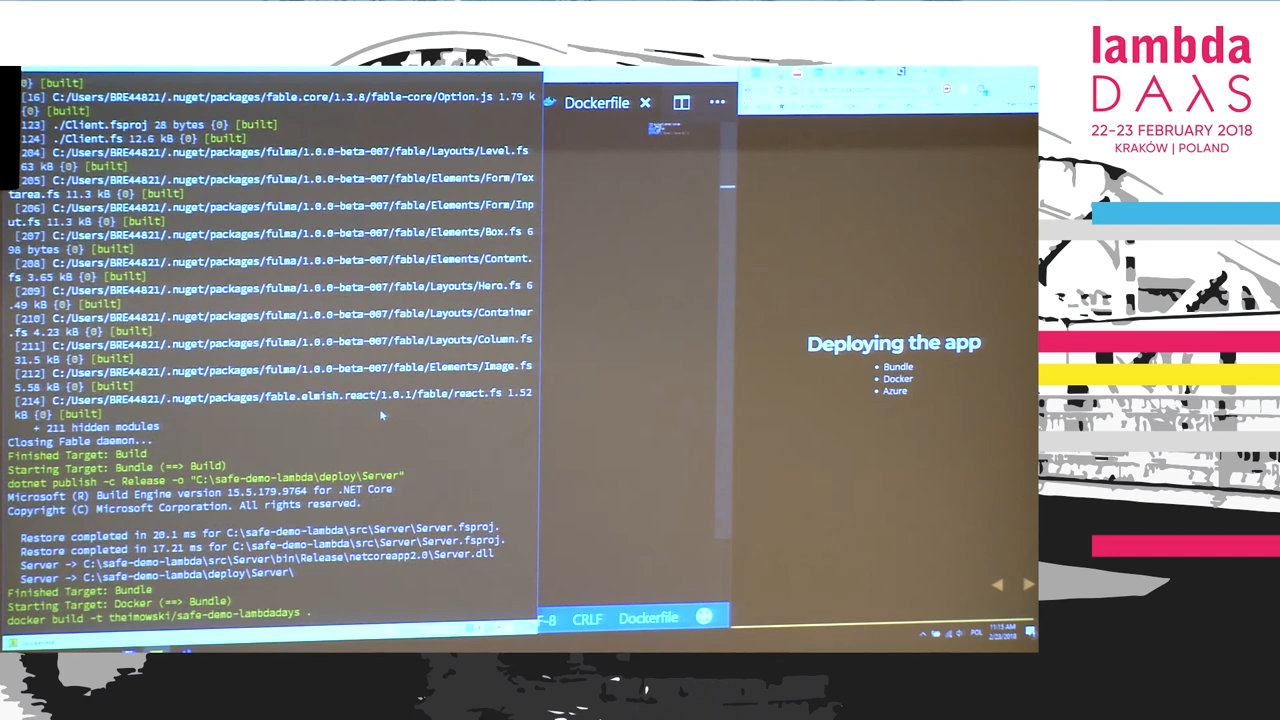 0} [built]
[16] C:/Users/BRE44821/.nuget/packages/fable.core/1.3.8/fable-core/Option.js 1.79 k
{0} [built]
[123] ./Client.fsproj 28 bytes {0} [built]
[124] ./Client.fs 12.6 kB {0} [built]
[204] C:/Users/BRE44821/.nuget/packages/fulma/1.0.0-beta-007/fable/Layouts/Level.fs
63 kB {0} [built]
[205] C:/Users/BRE44821/.nuget/packages/fulma/1.0.0-beta-007/fable/Elements/Form/Tex
tarea.fs 11.3 kB {0} [built]
[206] C:/Users/BRE44821/.nuget/packages/fulma/1.0.0-beta-007/fable/Elements/Form/Inp
ut.fs 11.3 kB {0} [built]
[207] C:/Users/BRE44821/.nuget/packages/fulma/1.0.0-beta-007/fable/Elements/Box.fs 6
98 bytes {0} [built]
[208] C:/Users/BRE44821/.nuget/packages/fulma/1.0.0-beta-007/fable/Elements/Content.
fs 3.65 kB {0} [built]
[209] C:/Users/BRE44821/.nuget/packages/fulma/1.0.0-beta-007/fable/Layouts/Hero.fs 6
.49 kB {0} [built]
[210] C:/Users/BRE44821/.nuget/packages/fulma/1.0.0-beta-007/fable/Layouts/Container
.fs 4.23 kB {0} [built]
[211] C:/Users/BRE44821/.nuget/packages/fulma/1.0.0-beta-007/fable/Layouts/Column.fs
31.5 kB {0} [built]
[212] C:/Users/BRE44821/.nuget/packages/fulma/1.0.0-beta-007/fable/Elements/Image.fs
5.58 kB {0} [built]
[214] C:/Users/BRE44821/.nuget/packages/fable.elmish.react/1.0.1/fable/react.fs 1.52
kB {0} [built]
+ 211 hidden modules
Closing Fable daemon...
Finished Target: Build
Starting Target: Bundle (==> Build)
dotnet publish -c Release -o "C:\safe-demo-lambda\deploy\Server"
Microsoft (R) Build Engine version 15.5.179.9764 for .NET Core
Copyright (C) Microsoft Corporation. All rights reserved.
Restore completed in 20.1 ms for C:\safe-demo-lambda\src\Server\Server.fsproj.
Restore completed in 17.21 ms for C:\safe-demo-lambda\src\Server\Server.fsproj.
Server -> C:\safe-demo-lambda\src\Server\bin\Release\netcoreapp2.0\Server.dll
Server -> C:\safe-demo-lambda\deploy\Server\
Finished Target: Bundle
Starting Target: Docker (==> Bundle)
docker build -t theimowski/safe-demo-lambdadays .
Dockerfile
F-8 CRLF Dockerfile
Deploying the app
• Bundle
• Docker
• Azure
POL
11:15 AM
2/23/2018
lambda
DAλS
22-23 FEBRUARY 2018
KRAKÓW | POLAND